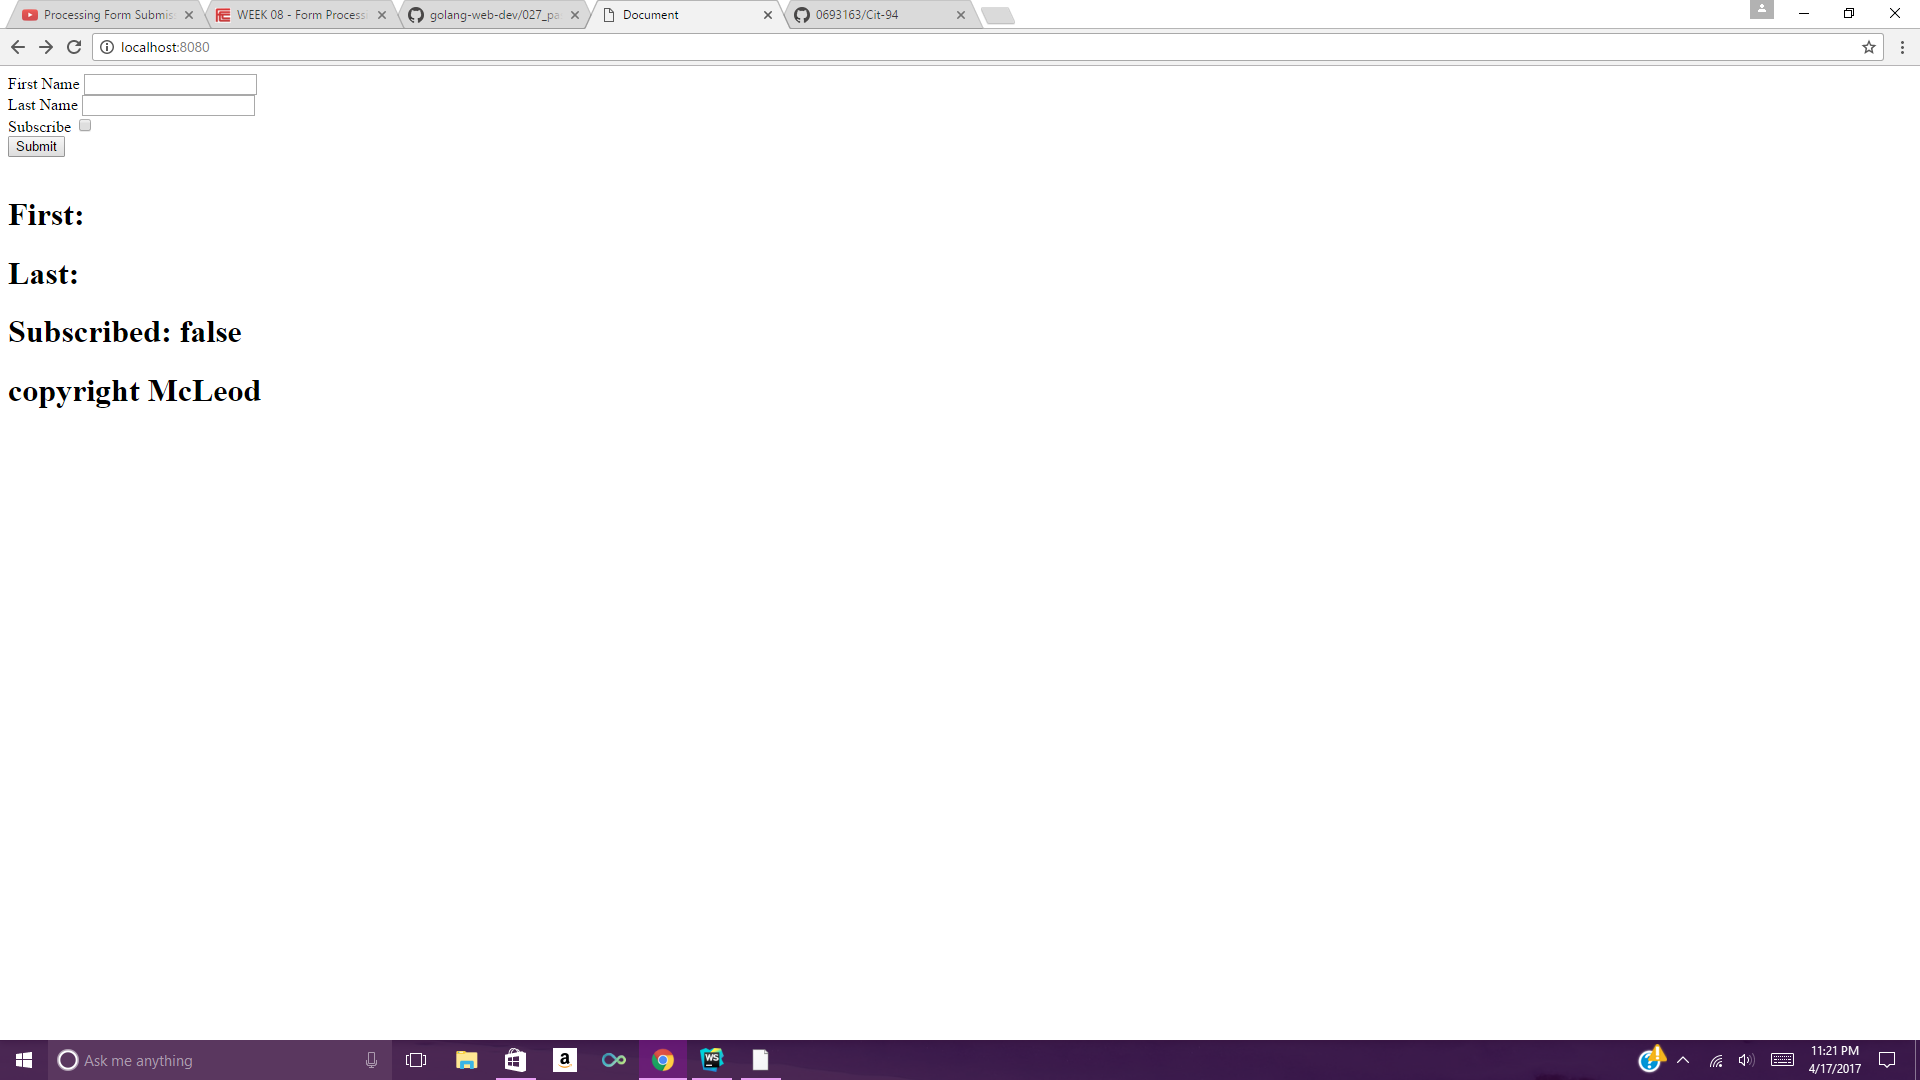 Processing Form Submis
WEEK 08 - Form Process
golang-web-dev/027_pa
Document
0693163/Cit-94
localhost:8080
First Name
Last Name
Subscribe
Submit
First:
Last:
Subscribed: false
copyright McLeod
Ask me anything
a
WS
11:21 PM
4/17/2017